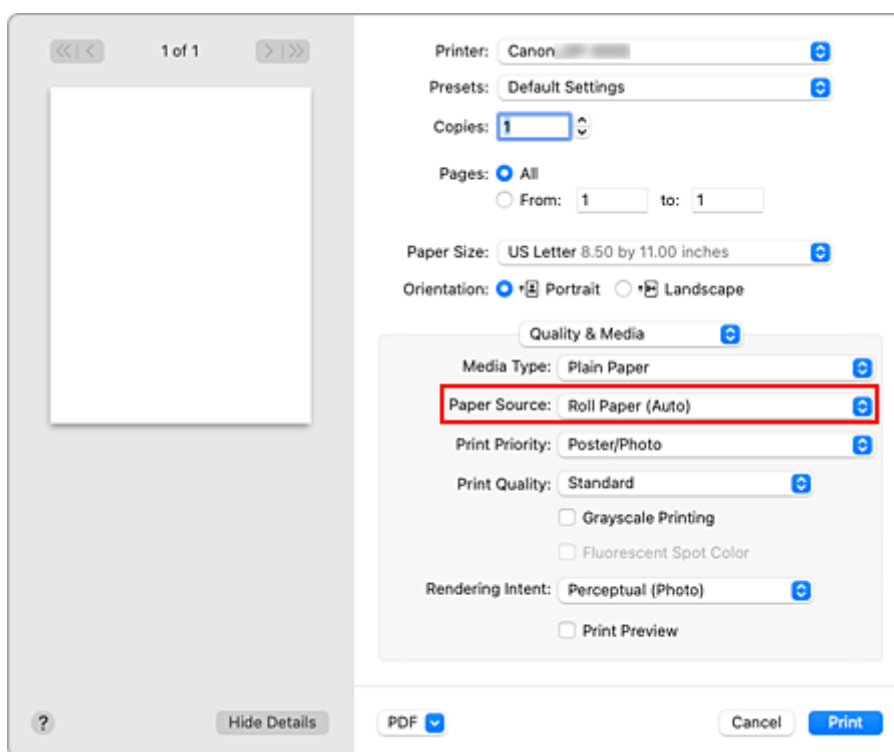 1 of 1
Printer: Canon
Presets: Default Settings
Copies: 1
Pages: All
From: 1 to: 1
Paper Size: US Letter 8.50 by 11.00 inches
Orientation: Portrait Landscape
Quality & Media
Media Type: Plain Paper
Paper Source: Roll Paper (Auto)
Print Priority: Poster/Photo
Print Quality: Standard
Grayscale Printing
Fluorescent Spot Color
Rendering Intent: Perceptual (Photo)
Print Preview
? Hide Details PDF Cancel Print